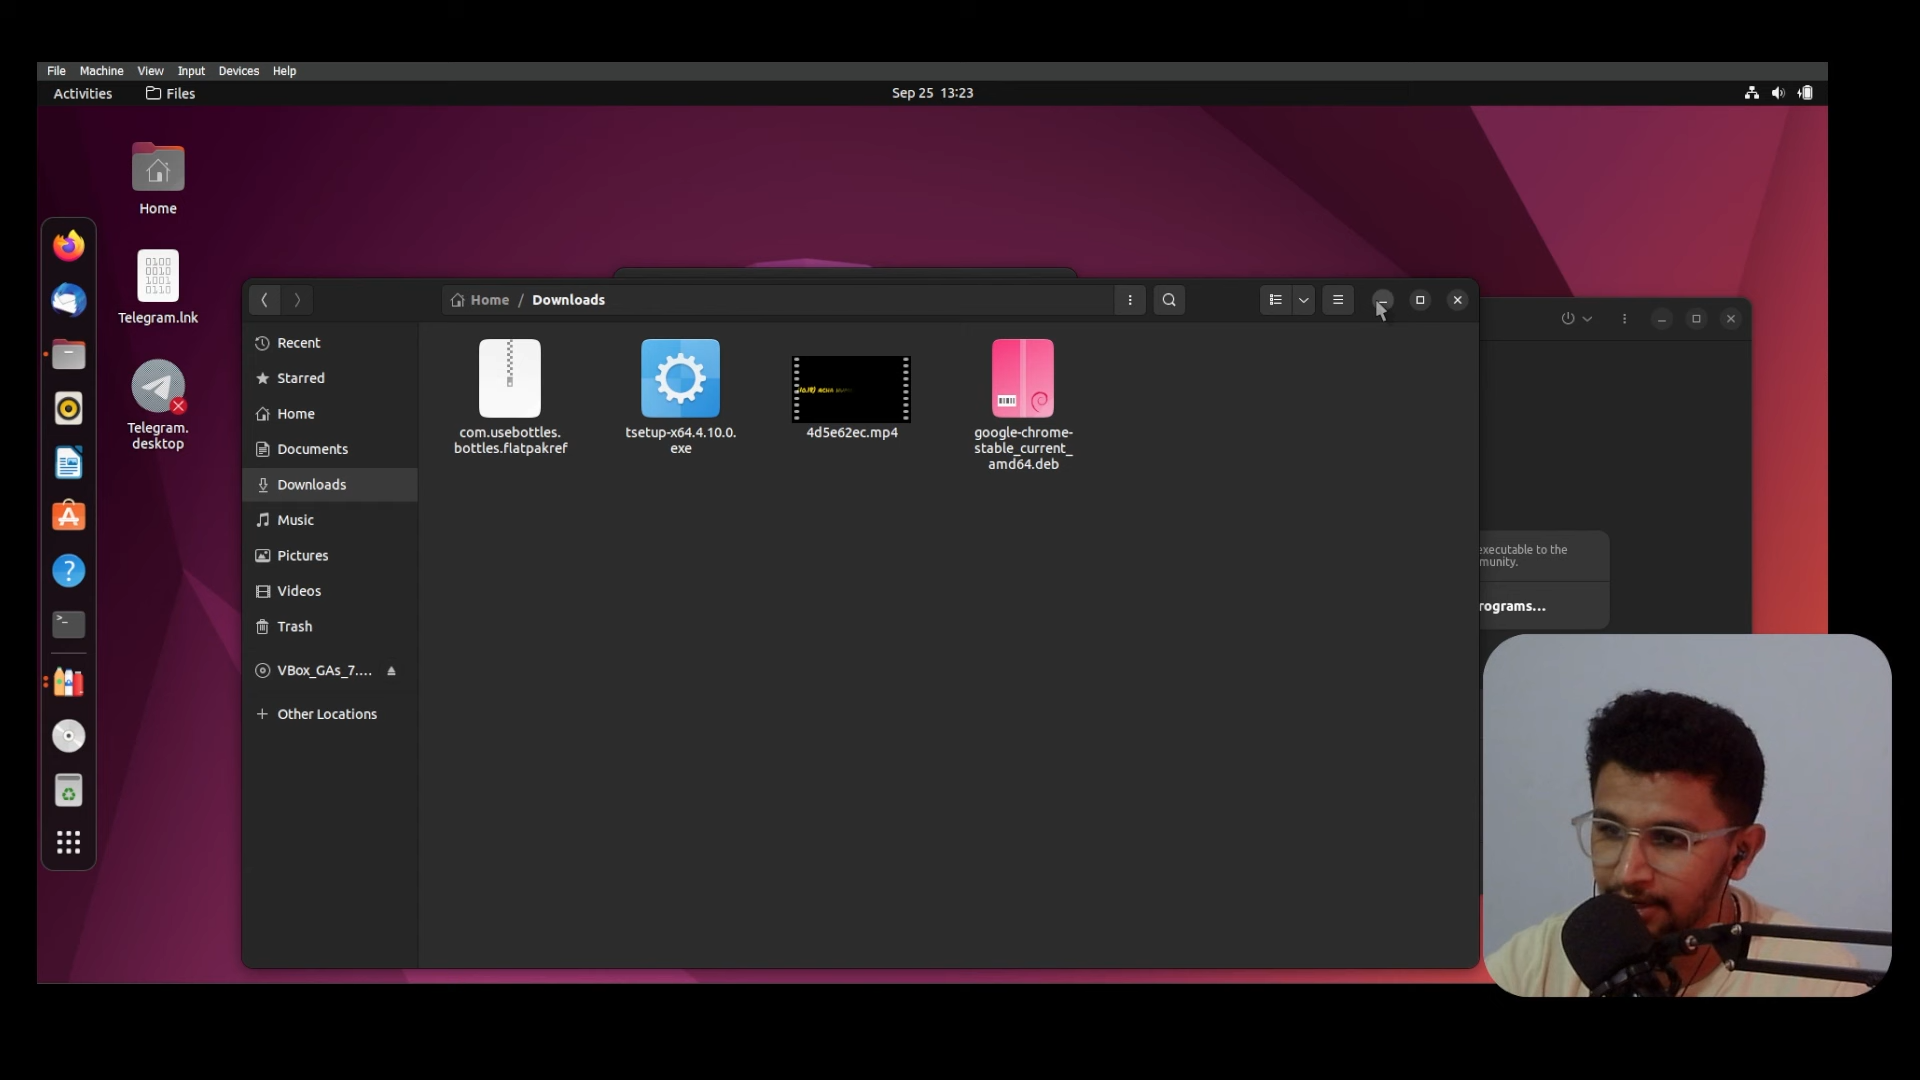 File Machine View Input Devices Help
Activities Files Sep 25 13:23
Home
Telegram.lnk
Telegram.
desktop
Home / Downloads
Recent
Starred
Home
Documents
Downloads
Music
Pictures
Videos
Trash
VBox_GAs_7....
Other Locations
com.usebottles.
bottles.flatpakref
tsetup-x64.4.10.0.
exe
4d5e62ec.mp4
google-chrome-
stable_current_
amd64.deb
executable to the
munity.
rograms...